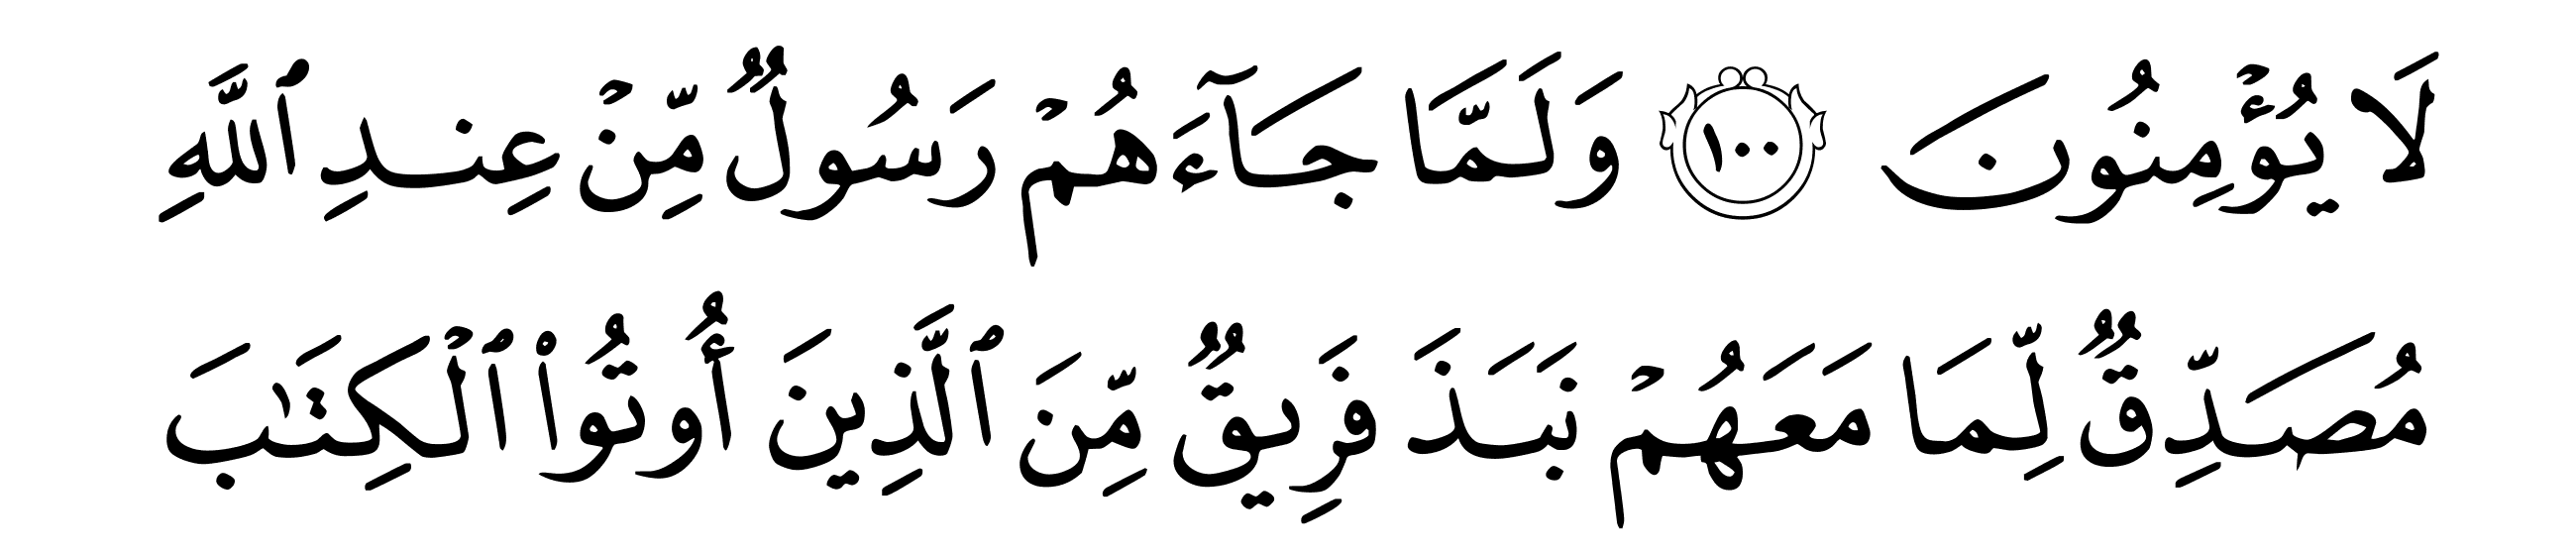 لَا يُؤۡمِنُونَ ١٠٠ وَلَمَّا جَآءَهُمۡ رَسُولٌ مِّنۡ عِندِ ٱللَّهِ
مُصَدِّقٌ لِّمَا مَعَهُمۡ نَبَذَ فَرِيقٌ مِّنَ ٱلَّذِينَ أُوتُواْ ٱلۡكِتَٰبَ